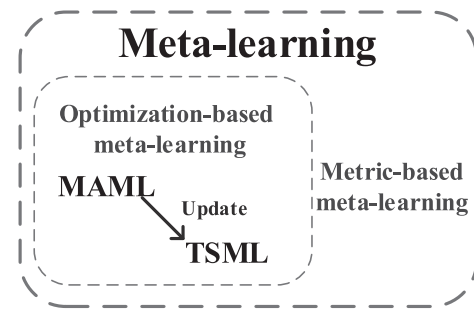 Meta-learning
Optimization-based
meta-learning
MAML
Update
TSML
Metric-based
meta-learning